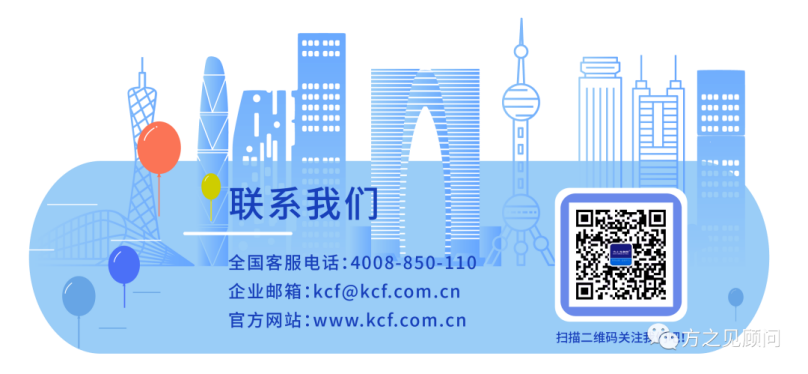 联系我们
全国客服电话：4008-850-110
企业邮箱：kcf@kcf.com.cn
官方网站：www.kcf.com.cn
扫描二维码关注我
方之见顾问